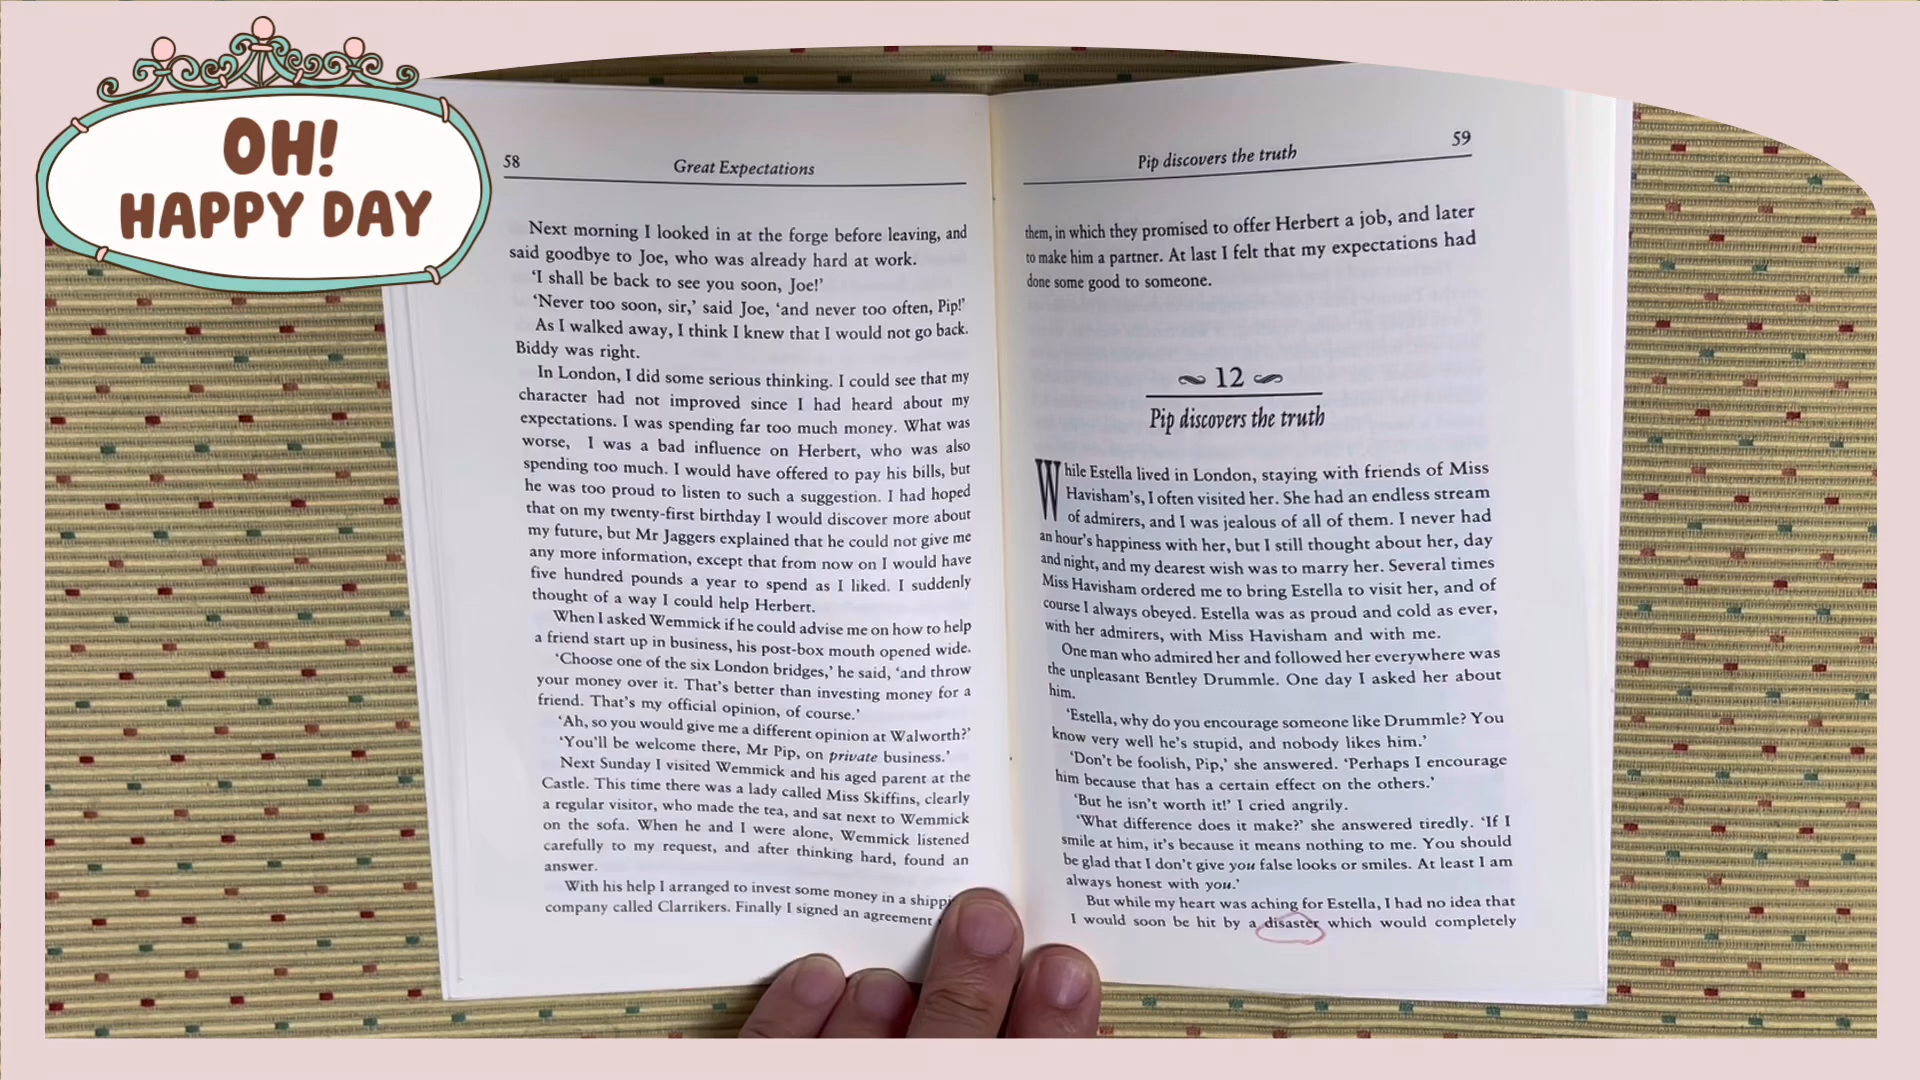 OH!
HAPPY DAY
58
Great Expectations
Next morning I looked in at the forge before leaving, and
said goodbye to Joe, who was already hard at work.
‘I shall be back to see you soon, Joe!’
‘Never too soon, sir,’ said Joe, ‘and never too often, Pip!’
As I walked away, I think I knew that I would not go back.
Biddy was right.
In London, I did some serious thinking. I could see that my
character had not improved since I had heard about my
expectations. I was spending far too much money. What was
worse, I was a bad influence on Herbert, who was also
spending too much. I would have offered to pay his bills, but
he was too proud to listen to such a suggestion. I had hoped
that on my twenty-first birthday I would discover more about
my future, but Mr Jaggers explained that he could not give me
any more information, except that from now on I would have
five hundred pounds a year to spend as I liked. I suddenly
thought of a way I could help Herbert.
When I asked Wemmick if he could advise me on how to help
a friend start up in business, his post-box mouth opened wide.
‘Choose one of the six London bridges,’ he said, ‘and throw
your money over it. That's better than investing money for a
friend. That's my official opinion, of course.’
‘Ah, so you would give me a different opinion at Walworth?’
‘You'll be welcome there, Mr Pip, on private business.’
Next Sunday I visited Wemmick and his aged parent at the
Castle. This time there was a lady called Miss Skiffins, clearly
a regular visitor, who made the tea, and sat next to Wemmick
on the sofa. When he and I were alone, Wemmick listened
carefully to my request, and after thinking hard, found an
answer.
With his help I arranged to invest some money in a
company called Clarrikers. Finally I signed an agreement
Pip discovers the truth
59
them, in which they promised to offer Herbert a job, and later
to make him a partner. At last I felt that my expectations had
done some good to someone.
12
Pip discovers the truth
While Estella lived in London, staying with friends of Miss
Havisham's, I often visited her. She had an endless stream
of admirers, and I was jealous of all of them. I never had
an hour's happiness with her, but I still thought about her, day
and night, and my dearest wish was to marry her. Several times
Miss Havisham ordered me to bring Estella to visit her, and of
course I always obeyed. Estella was as proud and cold as ever,
with her admirers, with Miss Havisham and with me.
One man who admired her and followed her everywhere was
the unpleasant Bentley Drummle. One day I asked her about
him.
‘Estella, why do you encourage someone like Drummle? You
know very well he's stupid, and nobody likes him.’
‘Don't be foolish, Pip,’ she answered. ‘Perhaps I encourage
him because that has a certain effect on the others.’
‘But he isn't worth it!’ I cried angrily.
‘What difference does it make?’ she answered tiredly. ‘If I
smile at him, it's because it means nothing to me. You should
be glad that I don't give you false looks or smiles. At least I am
always honest with you.’
But while my heart was aching for Estella, I had no idea that
I would soon be hit by a disaster which would completely